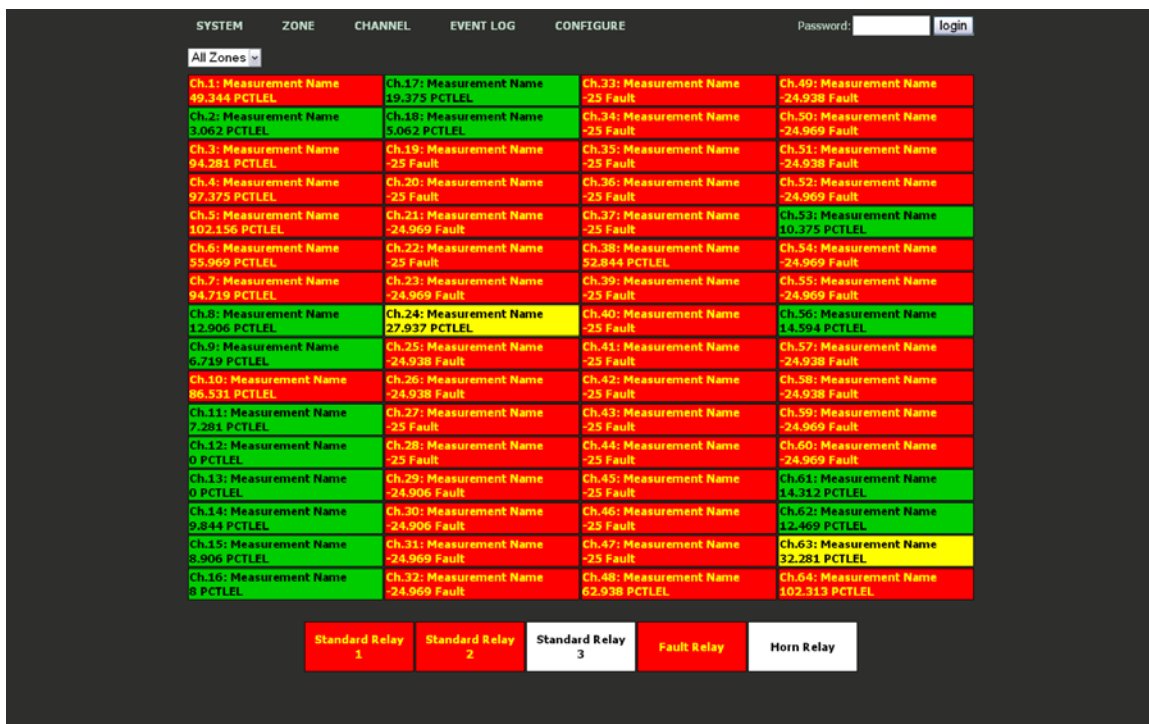 SYSTEM ZONE CHANNEL EVENT LOG CONFIGURE Password: login
All Zones
Ch.1: Measurement Name
49.344 PCTLEL
Ch.2: Measurement Name
3.062 PCTLEL
Ch.3: Measurement Name
94.281 PCTLEL
Ch.4: Measurement Name
97.375 PCTLEL
Ch.5: Measurement Name
102.156 PCTLEL
Ch.6: Measurement Name
55.969 PCTLEL
Ch.7: Measurement Name
94.719 PCTLEL
Ch.8: Measurement Name
12.906 PCTLEL
Ch.9: Measurement Name
6.719 PCTLEL
Ch.10: Measurement Name
86.531 PCTLEL
Ch.11: Measurement Name
7.281 PCTLEL
Ch.12: Measurement Name
0 PCTLEL
Ch.13: Measurement Name
0 PCTLEL
Ch.14: Measurement Name
9.844 PCTLEL
Ch.15: Measurement Name
8.906 PCTLEL
Ch.16: Measurement Name
8 PCTLEL
Ch.17: Measurement Name
19.375 PCTLEL
Ch.18: Measurement Name
5.062 PCTLEL
Ch.19: Measurement Name
-25 Fault
Ch.20: Measurement Name
-25 Fault
Ch.21: Measurement Name
-24.969 Fault
Ch.22: Measurement Name
-25 Fault
Ch.23: Measurement Name
-24.969 Fault
Ch.24: Measurement Name
27.937 PCTLEL
Ch.25: Measurement Name
-24.938 Fault
Ch.26: Measurement Name
-24.938 Fault
Ch.27: Measurement Name
-25 Fault
Ch.28: Measurement Name
-25 Fault
Ch.29: Measurement Name
-24.906 Fault
Ch.30: Measurement Name
-24.906 Fault
Ch.31: Measurement Name
-24.969 Fault
Ch.32: Measurement Name
-24.969 Fault
Ch.33: Measurement Name
-25 Fault
Ch.34: Measurement Name
-25 Fault
Ch.35: Measurement Name
-25 Fault
Ch.36: Measurement Name
-25 Fault
Ch.37: Measurement Name
-25 Fault
Ch.38: Measurement Name
52.844 PCTLEL
Ch.39: Measurement Name
-25 Fault
Ch.40: Measurement Name
-25 Fault
Ch.41: Measurement Name
-25 Fault
Ch.42: Measurement Name
-25 Fault
Ch.43: Measurement Name
-25 Fault
Ch.44: Measurement Name
-25 Fault
Ch.45: Measurement Name
-25 Fault
Ch.46: Measurement Name
-25 Fault
Ch.47: Measurement Name
-25 Fault
Ch.48: Measurement Name
62.938 PCTLEL
Ch.49: Measurement Name
-24.938 Fault
Ch.50: Measurement Name
-24.969 Fault
Ch.51: Measurement Name
-24.938 Fault
Ch.52: Measurement Name
-24.969 Fault
Ch.53: Measurement Name
10.375 PCTLEL
Ch.54: Measurement Name
-24.969 Fault
Ch.55: Measurement Name
-24.969 Fault
Ch.56: Measurement Name
14.594 PCTLEL
Ch.57: Measurement Name
-24.938 Fault
Ch.58: Measurement Name
-24.938 Fault
Ch.59: Measurement Name
-24.969 Fault
Ch.60: Measurement Name
-24.969 Fault
Ch.61: Measurement Name
14.312 PCTLEL
Ch.62: Measurement Name
12.469 PCTLEL
Ch.63: Measurement Name
32.281 PCTLEL
Ch.64: Measurement Name
102.313 PCTLEL
Standard Relay
1
Standard Relay
2
Standard Relay
3
Fault Relay
Horn Relay